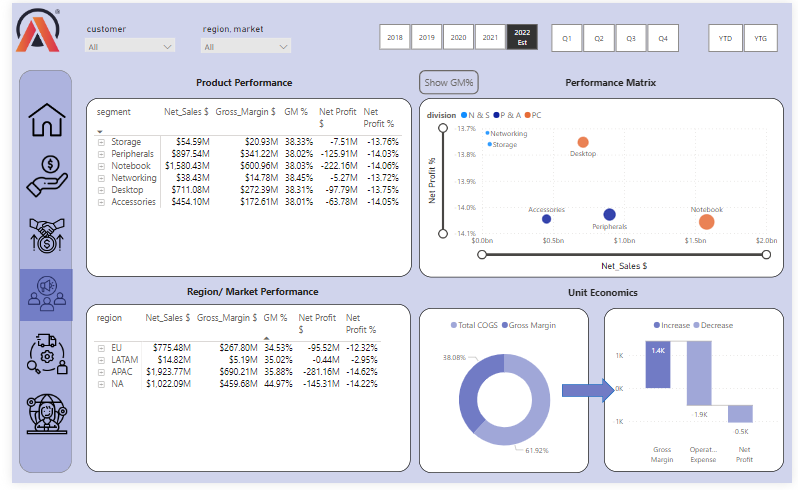 customer
All
region, market
All
2018 2019 2020 2021 2022 Est
Q1 Q2 Q3 Q4
YTD YTG
Product Performance
segment Net_Sales $ Gross_Margin $ GM % Net Profit $ Net Profit %
Storage $54.59M $20.93M 38.33% -7.51M -13.76%
Peripherals $897.54M $341.22M 38.02% -125.91M -14.03%
Notebook $1,580.43M $600.96M 38.03% -222.16M -14.06%
Networking $38.43M $14.78M 38.45% -5.27M -13.72%
Desktop $711.08M $272.39M 38.31% -97.79M -13.75%
Accessories $454.10M $172.61M 38.01% -63.78M -14.05%
Show GM%
Performance Matrix
division N & S P & A PC
Net Profit %
-13.7%
-13.8%
-13.9%
-14.0%
-14.1%
Networking
Storage
Desktop
Accessories
Peripherals
Notebook
$0.0bn $0.5bn $1.0bn $1.5bn $2.0bn
Net_Sales $
Region/ Market Performance
region Net_Sales $ Gross_Margin $ GM % Net Profit $ Net Profit %
EU $775.48M $267.80M 34.53% -95.52M -12.32%
LATAM $14.82M $5.19M 35.02% -0.44M -2.95%
APAC $1,923.77M $690.21M 35.88% -281.16M -14.62%
NA $1,022.09M $459.68M 44.97% -145.31M -14.22%
Unit Economics
Total COGS Gross Margin
38.08%
61.92%
Increase Decrease
1K
0K
-1K
1.4K
-1.9K
-0.5K
Gross Margin
Operat... Expense
Net Profit